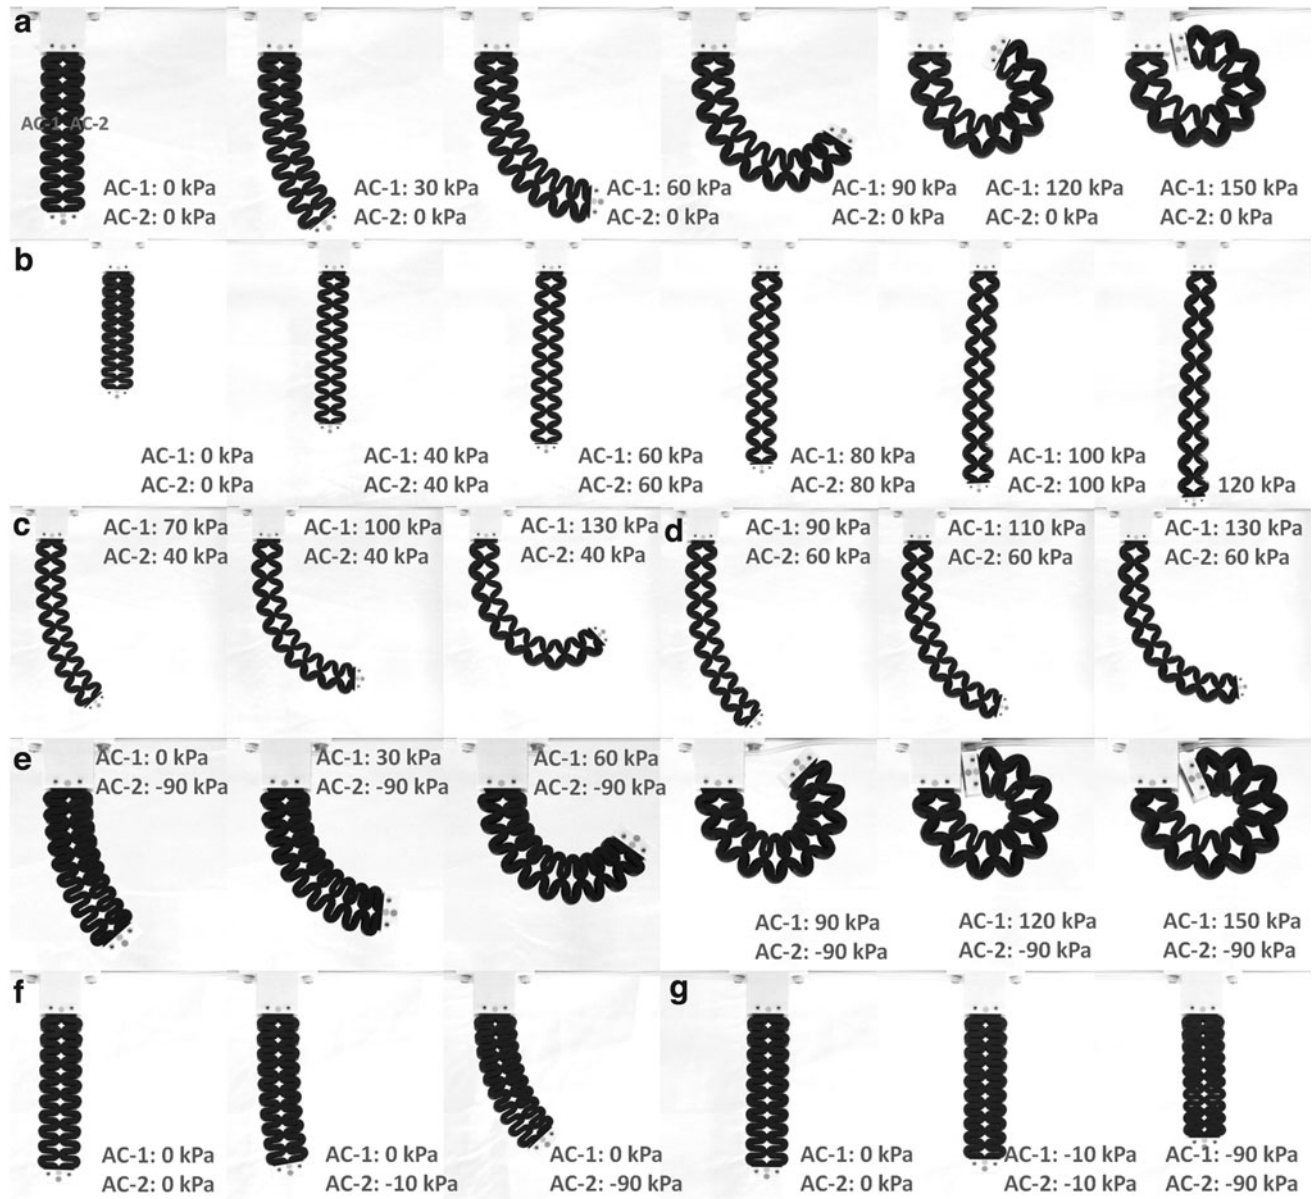 a
AC-1 AC-2
AC-1: 0 kPa
AC-2: 0 kPa
AC-1: 30 kPa
AC-2: 0 kPa
AC-1: 60 kPa
AC-2: 0 kPa
AC-1: 90 kPa
AC-2: 0 kPa
AC-1: 120 kPa
AC-2: 0 kPa
AC-1: 150 kPa
AC-2: 0 kPa
b
AC-1: 0 kPa
AC-2: 0 kPa
AC-1: 40 kPa
AC-2: 40 kPa
AC-1: 60 kPa
AC-2: 60 kPa
AC-1: 80 kPa
AC-2: 80 kPa
AC-1: 100 kPa
AC-2: 100 kPa
120 kPa
c
AC-1: 70 kPa
AC-2: 40 kPa
AC-1: 100 kPa
AC-2: 40 kPa
AC-1: 130 kPa
AC-2: 40 kPa
d
AC-1: 90 kPa
AC-2: 60 kPa
AC-1: 110 kPa
AC-2: 60 kPa
AC-1: 130 kPa
AC-2: 60 kPa
e
AC-1: 0 kPa
AC-2: -90 kPa
AC-1: 30 kPa
AC-2: -90 kPa
AC-1: 60 kPa
AC-2: -90 kPa
AC-1: 90 kPa
AC-2: -90 kPa
AC-1: 120 kPa
AC-2: -90 kPa
AC-1: 150 kPa
AC-2: -90 kPa
f
AC-1: 0 kPa
AC-2: 0 kPa
AC-1: 0 kPa
AC-2: -10 kPa
AC-1: 0 kPa
AC-2: -90 kPa
g
AC-1: 0 kPa
AC-2: 0 kPa
AC-1: -10 kPa
AC-2: -10 kPa
AC-1: -90 kPa
AC-2: -90 kPa